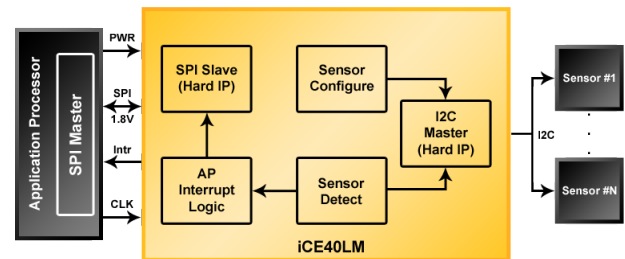 Application Processor
SPI Master
PWR
SPI
1.8V
Intr
CLK
SPI Slave
(Hard IP)
Sensor
Configure
I2C
Master
(Hard IP)
AP
Interrupt
Logic
Sensor
Detect
iCE40LM
I2C
Sensor #1
Sensor #N